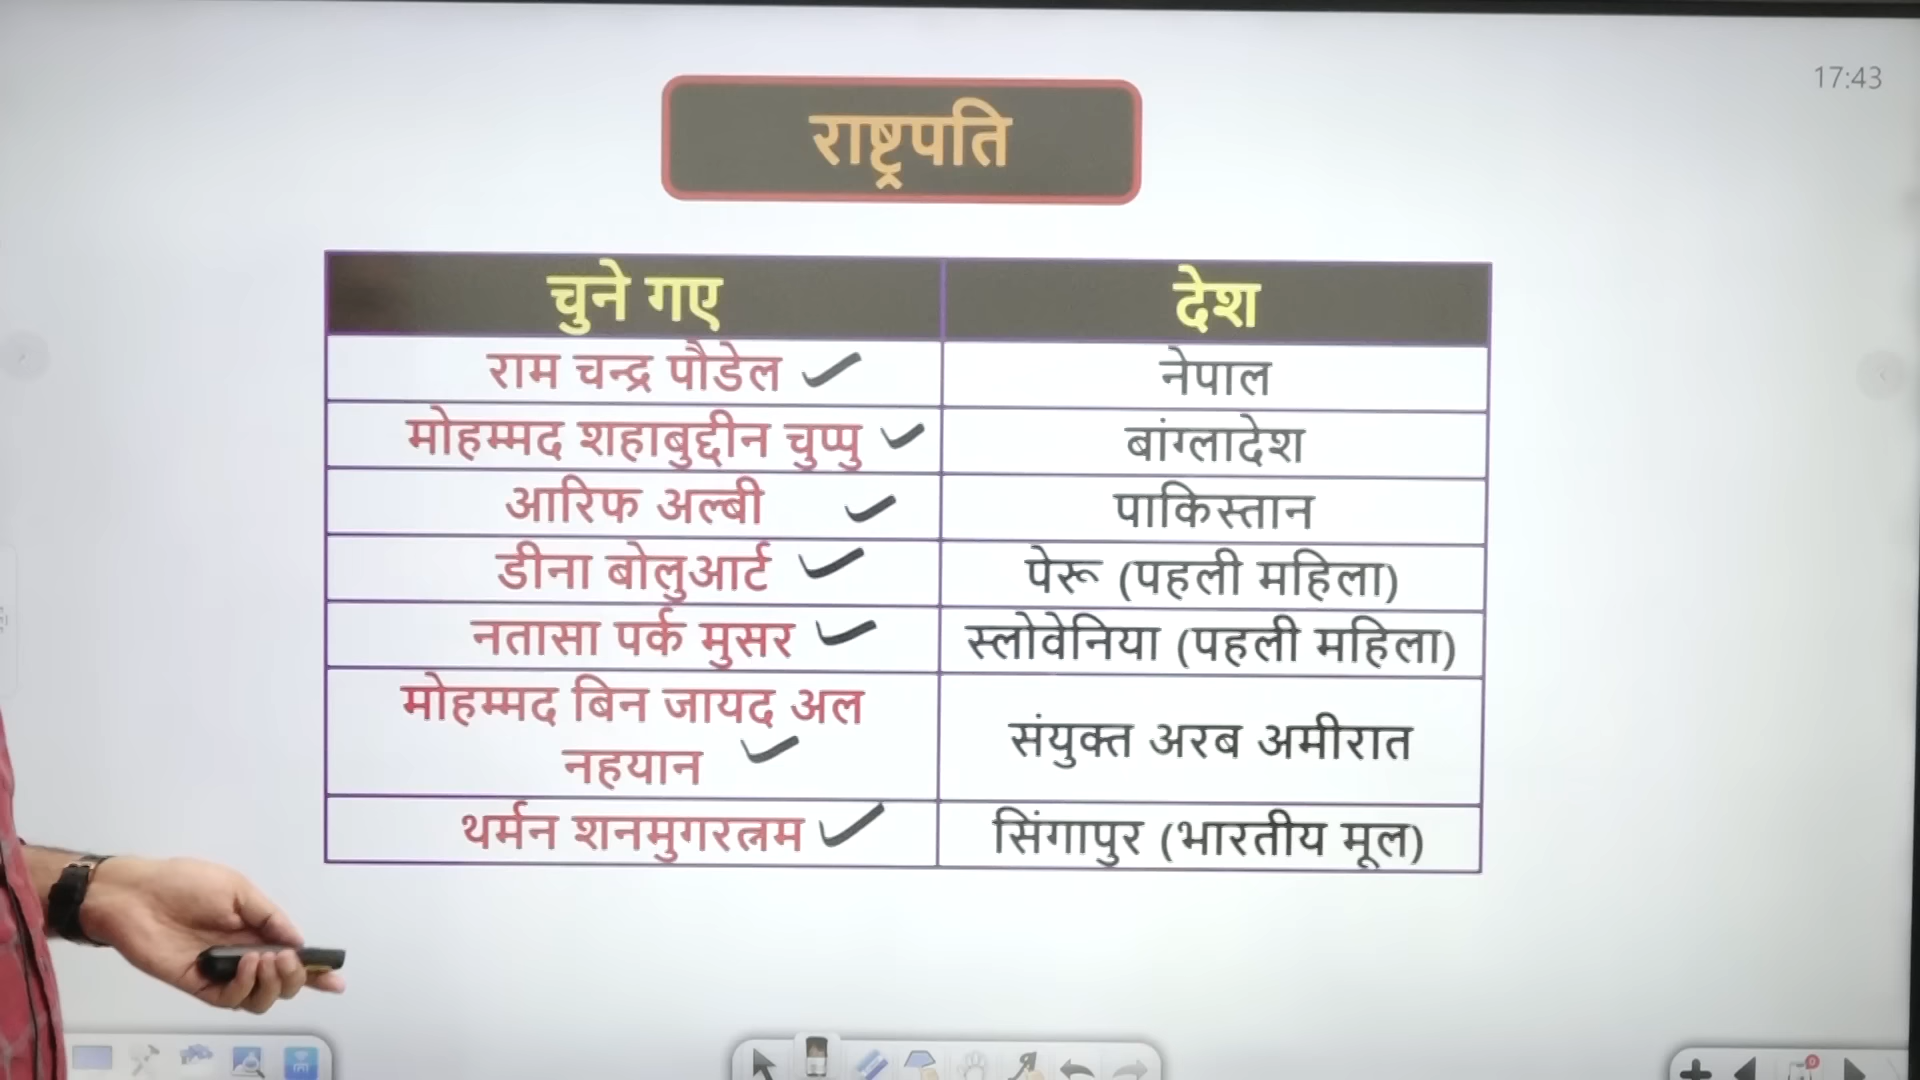 17:43
राष्ट्रपति
चुने गए
देश
राम चन्द्र पौडेल
नेपाल
मोहम्मद शहाबुद्दीन चुप्पु
बांग्लादेश
आरिफ अल्बी
पाकिस्तान
डीना बोलुआर्ट
पेरू (पहली महिला)
नतासा पर्क मुसर
स्लोवेनिया (पहली महिला)
मोहम्मद बिन जायद अल
नहयान
संयुक्त अरब अमीरात
थर्मन शनमुगरत्नम
सिंगापुर (भारतीय मूल)